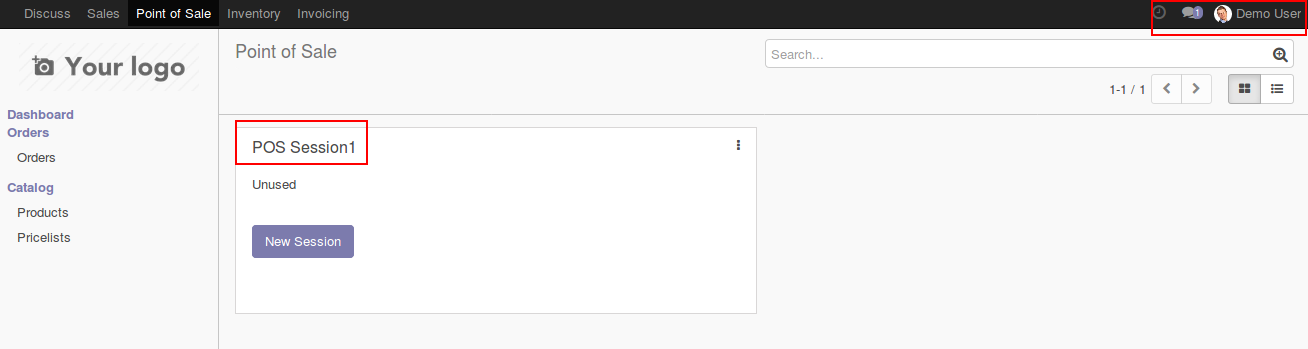 Discuss Sales Point of Sale Inventory Invoicing 1 Demo User
Your logo
Point of Sale
Search...
1-1 / 1
Dashboard
Orders
Orders
Catalog
Products
Pricelists
POS Session1
Unused
New Session